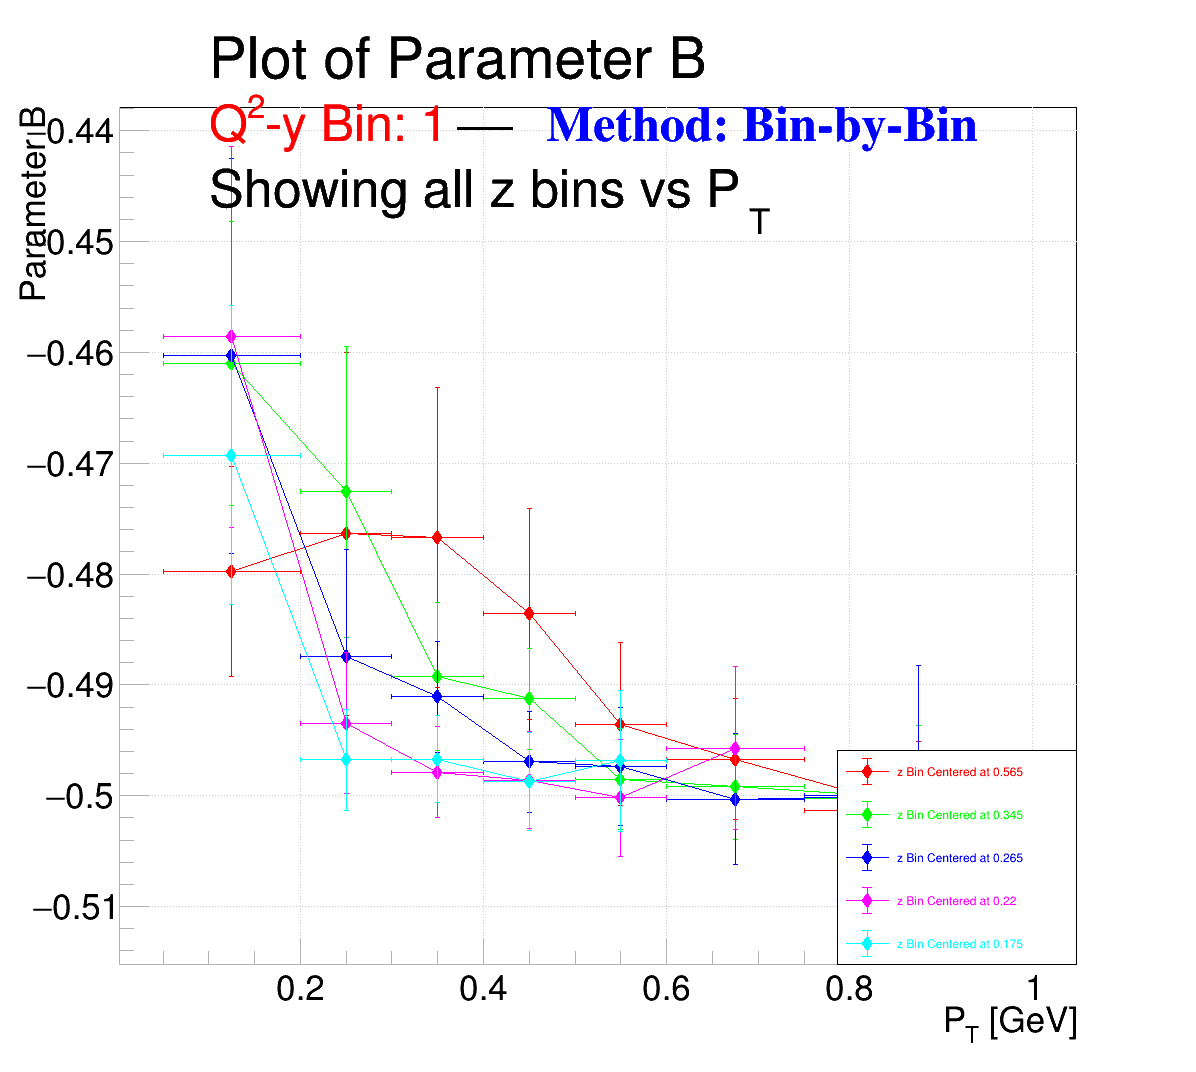 Plot of Parameter B
Q²-y Bin: 1 — Method: Bin-by-Bin
Showing all z bins vs P_T
Parameter B
0.44
0.45
−0.46
−0.47
−0.48
−0.49
−0.5
−0.51
z Bin Centered at 0.565
z Bin Centered at 0.345
z Bin Centered at 0.265
z Bin Centered at 0.22
z Bin Centered at 0.175
0.2 0.4 0.6 0.8 1
P_T [GeV]